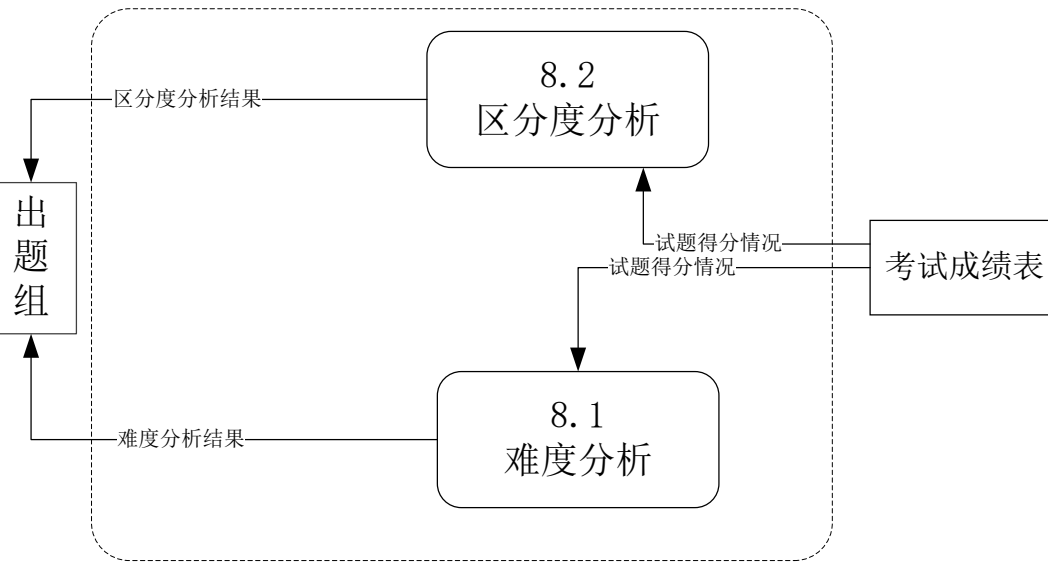 8.2
区分度分析
区分度分析结果
出
题
组
试题得分情况
试题得分情况
考试成绩表
8.1
难度分析
难度分析结果